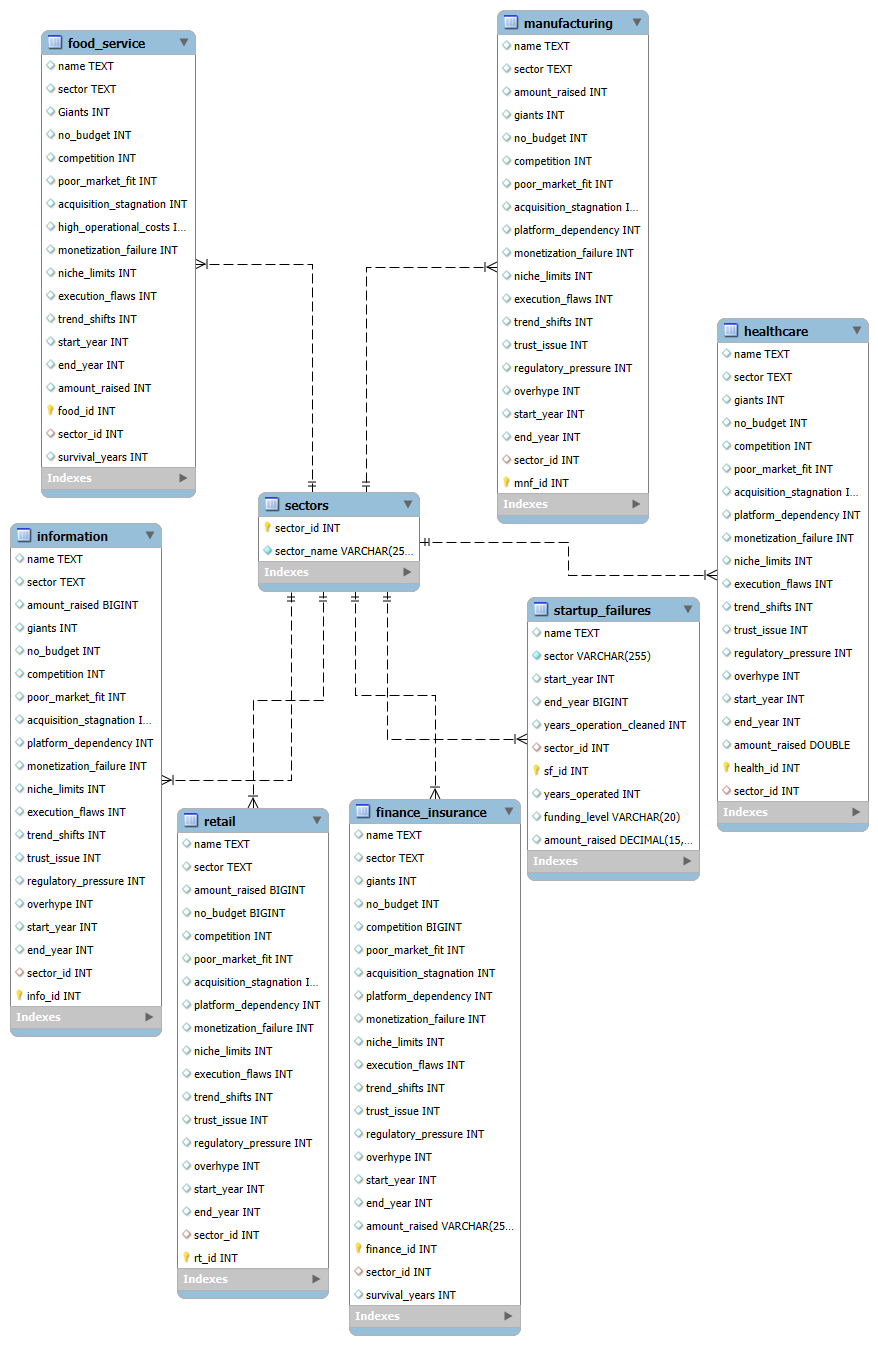 food_service
name TEXT
sector TEXT
Giants INT
no_budget INT
competition INT
poor_market_fit INT
acquisition_stagnation INT
high_operational_costs I...
monetization_failure INT
niche_limits INT
execution_flaws INT
trend_shifts INT
start_year INT
end_year INT
amount_raised INT
food_id INT
sector_id INT
survival_years INT
Indexes
manufacturing
name TEXT
sector TEXT
amount_raised INT
giants INT
no_budget INT
competition INT
poor_market_fit INT
acquisition_stagnation I...
platform_dependency INT
monetization_failure INT
niche_limits INT
execution_flaws INT
trend_shifts INT
trust_issue INT
regulatory_pressure INT
overhype INT
start_year INT
end_year INT
sector_id INT
mnf_id INT
Indexes
healthcare
name TEXT
sector TEXT
giants INT
no_budget INT
competition INT
poor_market_fit INT
acquisition_stagnation I...
platform_dependency INT
monetization_failure INT
niche_limits INT
execution_flaws INT
trend_shifts INT
trust_issue INT
regulatory_pressure INT
overhype INT
start_year INT
end_year INT
amount_raised DOUBLE
health_id INT
sector_id INT
Indexes
sectors
sector_id INT
sector_name VARCHAR(25...
Indexes
information
name TEXT
sector TEXT
amount_raised BIGINT
giants INT
no_budget INT
competition INT
poor_market_fit INT
acquisition_stagnation I...
platform_dependency INT
monetization_failure INT
niche_limits INT
execution_flaws INT
trend_shifts INT
trust_issue INT
regulatory_pressure INT
overhype INT
start_year INT
end_year INT
sector_id INT
info_id INT
Indexes
startup_failures
name TEXT
sector VARCHAR(255)
start_year INT
end_year BIGINT
years_operation_cleaned INT
sector_id INT
sf_id INT
years_operated INT
funding_level VARCHAR(20)
amount_raised DECIMAL(15,...
Indexes
retail
name TEXT
sector TEXT
amount_raised BIGINT
no_budget BIGINT
competition INT
poor_market_fit INT
acquisition_stagnation I...
platform_dependency INT
monetization_failure INT
niche_limits INT
execution_flaws INT
trend_shifts INT
trust_issue INT
regulatory_pressure INT
overhype INT
start_year INT
end_year INT
sector_id INT
rt_id INT
Indexes
finance_insurance
name TEXT
sector TEXT
giants INT
no_budget INT
competition BIGINT
poor_market_fit INT
acquisition_stagnation INT
platform_dependency INT
monetization_failure INT
niche_limits INT
execution_flaws INT
trend_shifts INT
trust_issue INT
regulatory_pressure INT
overhype INT
start_year INT
end_year INT
amount_raised VARCHAR(25...
finance_id INT
sector_id INT
survival_years INT
Indexes